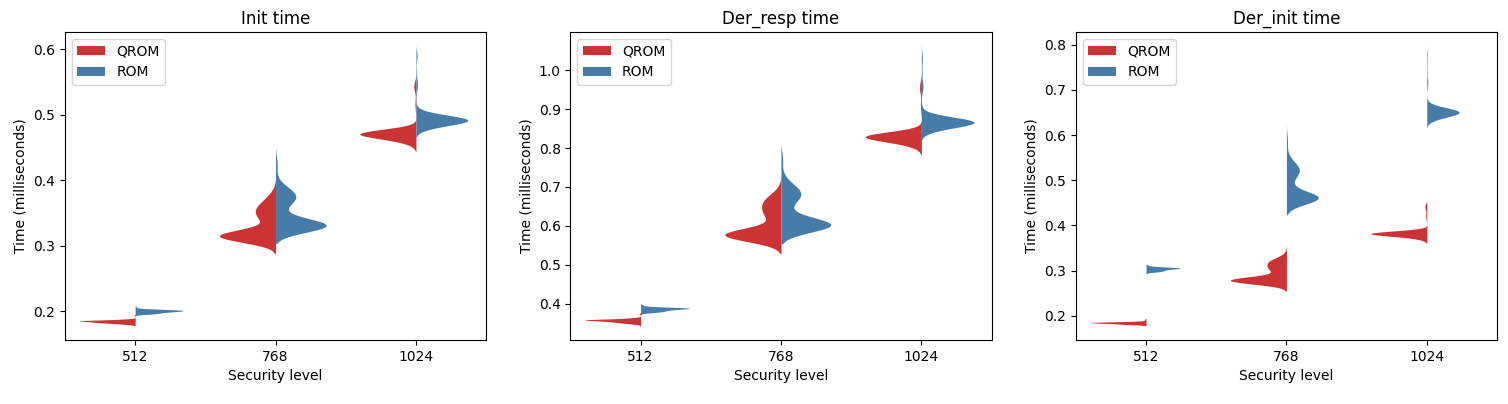 Init time
QROM
ROM
Time (milliseconds)
0.6
0.5
0.4
0.3
0.2
512 768 1024
Security level
Der_resp time
QROM
ROM
Time (milliseconds)
1.0
0.9
0.8
0.7
0.6
0.5
0.4
512 768 1024
Security level
Der_init time
QROM
ROM
Time (milliseconds)
0.8
0.7
0.6
0.5
0.4
0.3
0.2
512 768 1024
Security level